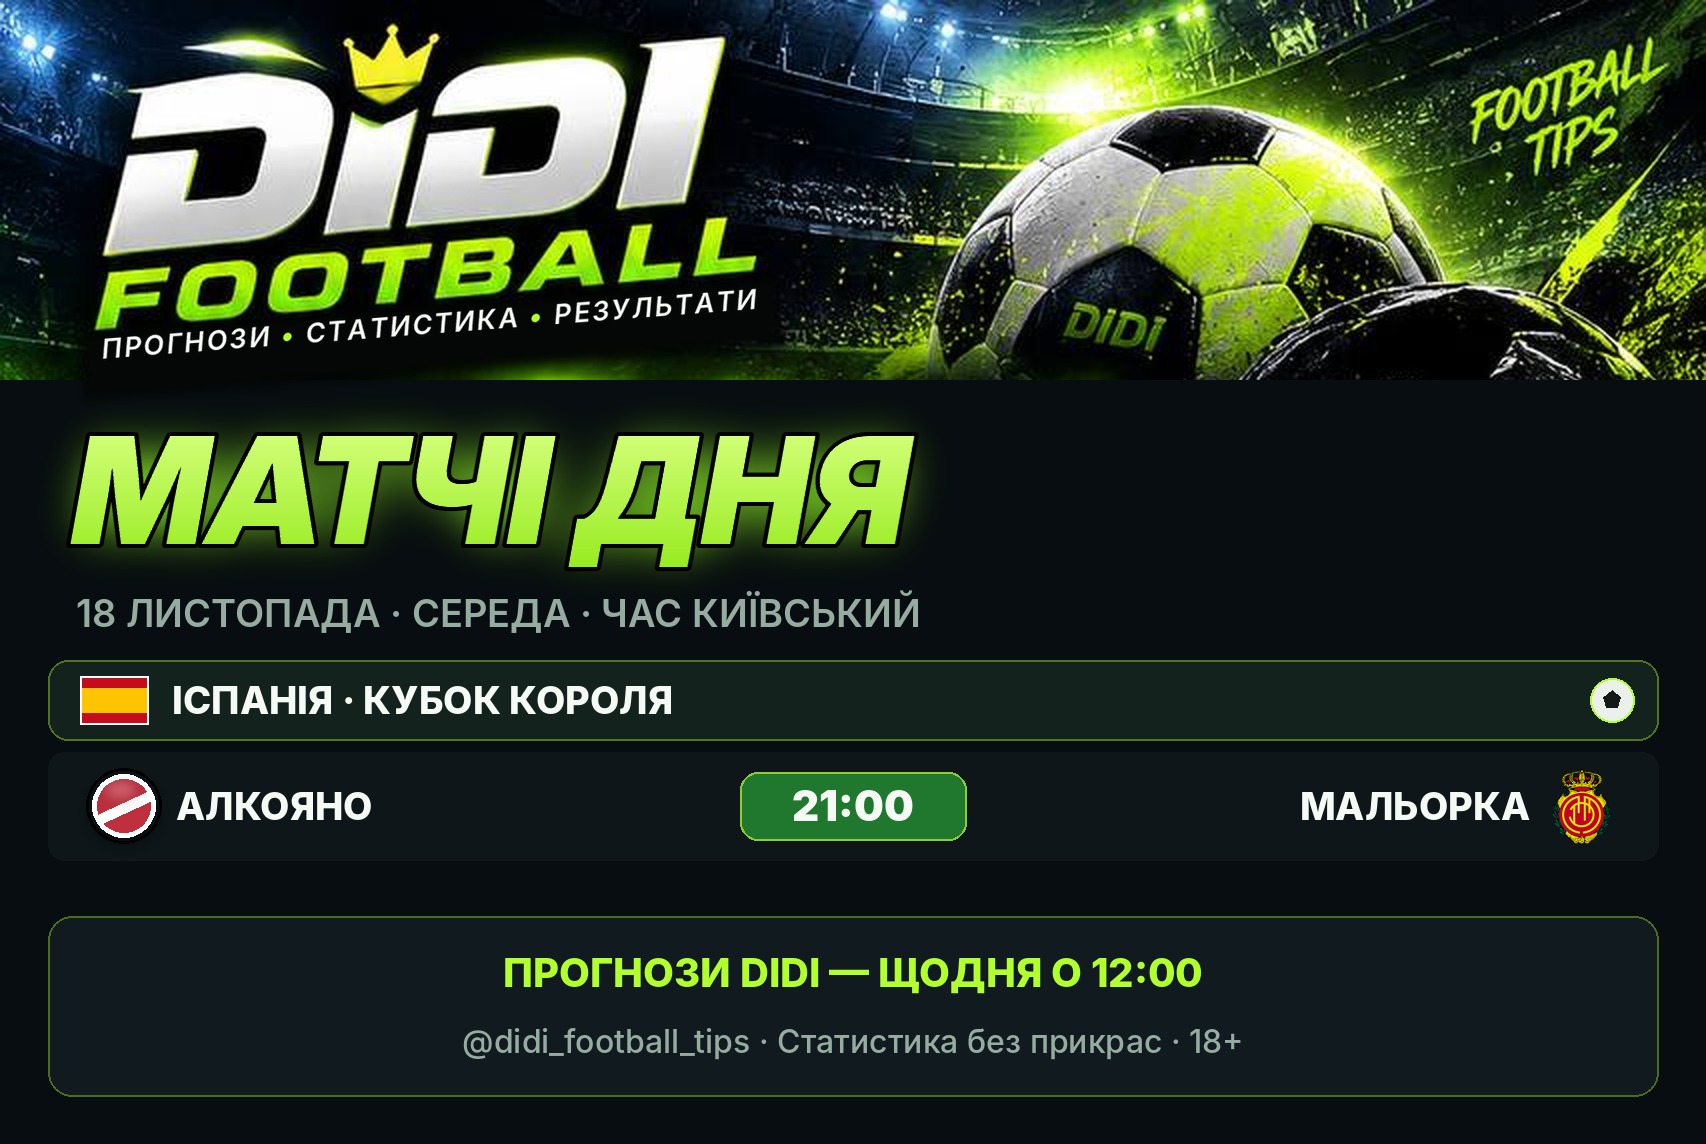 DIDI
FOOTBALL
ПРОГНОЗИ • СТАТИСТИКА • РЕЗУЛЬТАТИ
FOOTBALL
TIPS
DIDI
МАТЧІ ДНЯ
18 ЛИСТОПАДА · СЕРЕДА · ЧАС КИЇВСЬКИЙ
ІСПАНІЯ · КУБОК КОРОЛЯ
АЛКОЯНО 21:00 МАЛЬОРКА
ПРОГНОЗИ DIDI — ЩОДНЯ О 12:00
@didi_football_tips · Статистика без прикрас · 18+